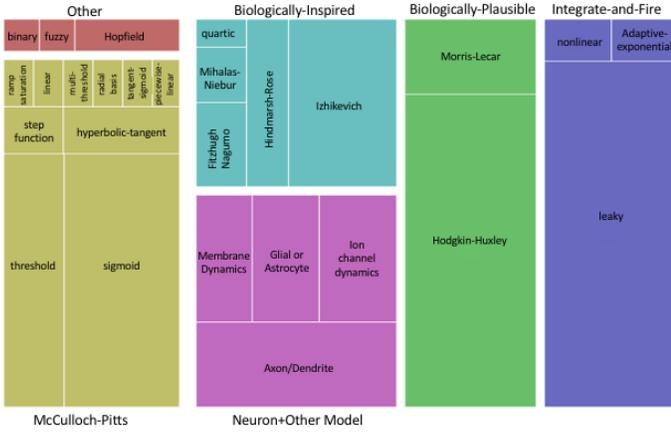 Other
Biologically-Inspired
Biologically-Plausible
Integrate-and-Fire
binary
fuzzy
Hopfield
ramp
saturation
linear
multi-
threshold
radial
basis
tangent-
sigmoid
piecewise-
linear
step
function
hyperbolic-tangent
threshold
sigmoid
McCulloch-Pitts
quartic
Mihalas-
Niebur
Fitzhugh
Nagumo
Hindmarsh-Rose
Izhikevich
Membrane
Dynamics
Glial or
Astrocyte
Ion
channel
dynamics
Axon/Dendrite
Neuron+Other Model
Morris-Lecar
Hodgkin-Huxley
nonlinear
Adaptive-
exponential
leaky